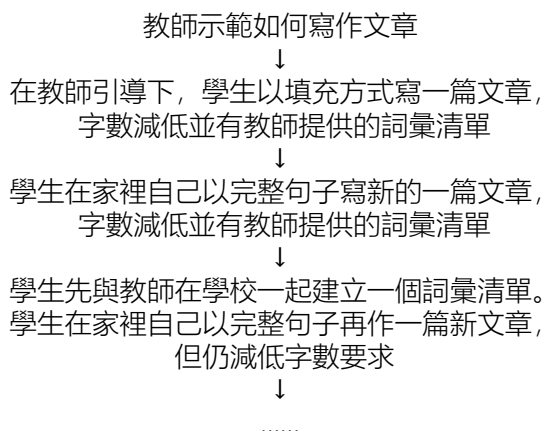 教師示範如何寫作文章
↓
在教師引導下，學生以填充方式寫一篇文章，
字數減低並有教師提供的詞彙清單
↓
學生在家裡自己以完整句子寫新的一篇文章，
字數減低並有教師提供的詞彙清單
↓
學生先與教師在學校一起建立一個詞彙清單。
學生在家裡自己以完整句子再作一篇新文章，
但仍減低字數要求
↓
......